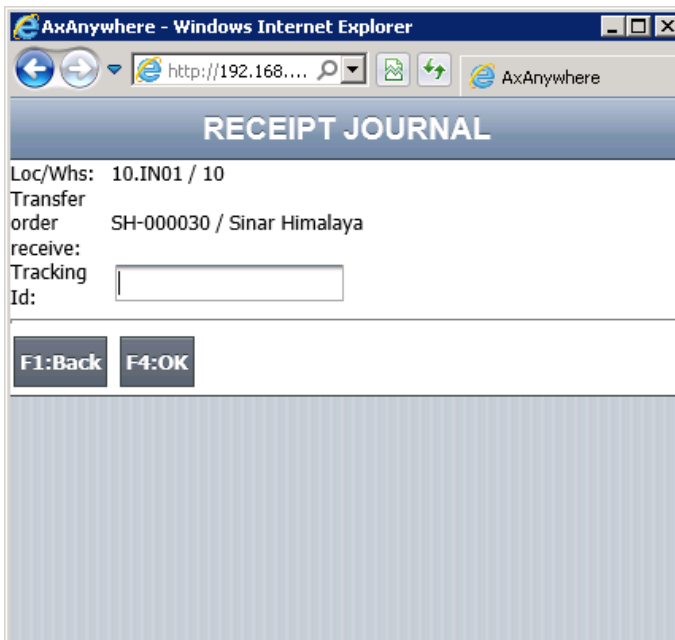 AxAnywhere - Windows Internet Explorer
http://192.168....
AxAnywhere
RECEIPT JOURNAL
Loc/Whs: 10.IN01 / 10
Transfer
order SH-000030 / Sinar Himalaya
receive:
Tracking
Id:
F1:Back F4:OK